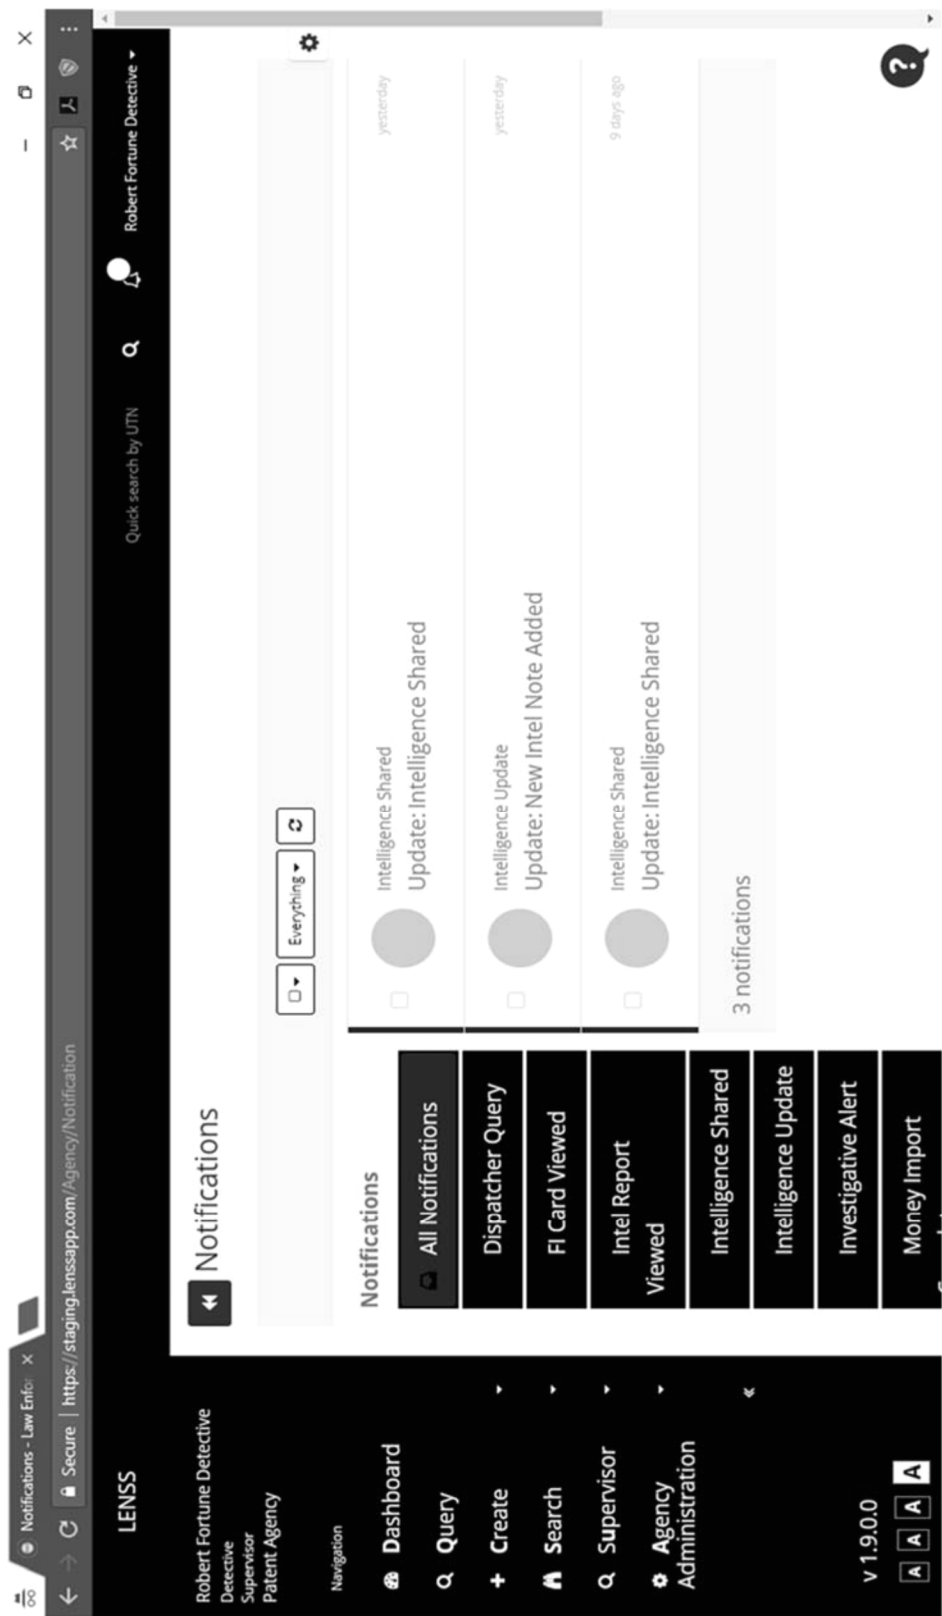 Notifications - Law Enfo
Secure | https://staging.lenssapp.com/Agency/Notification
LENSS
Quick search by UTN
Robert Fortune Detective
Robert Fortune Detective
Detective
Supervisor
Patent Agency
Navigation
Dashboard
Query
Create
Search
Supervisor
Agency
Administration
v 1.9.0.0
A A A A
Notifications
Everything
Notifications
All Notifications
Dispatcher Query
FI Card Viewed
Intel Report
Viewed
Intelligence Shared
Intelligence Update
Investigative Alert
Money Import
Intelligence Shared
yesterday
Update: Intelligence Shared
Intelligence Update
yesterday
Update: New Intel Note Added
Intelligence Shared
9 days ago
Update: Intelligence Shared
3 notifications
?